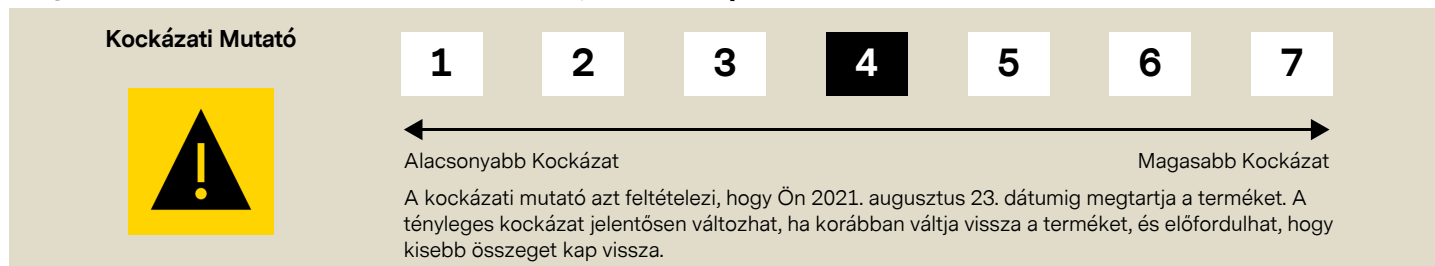 Kockázati Mutató
1 2 3 4 5 6 7
Alacsonyabb Kockázat Magasabb Kockázat
A kockázati mutató azt feltételezi, hogy Ön 2021. augusztus 23. dátumig megtartja a terméket. A
tényleges kockázat jelentősen változhat, ha korábban váltja vissza a terméket, és előfordulhat, hogy
kisebb összeget kap vissza.